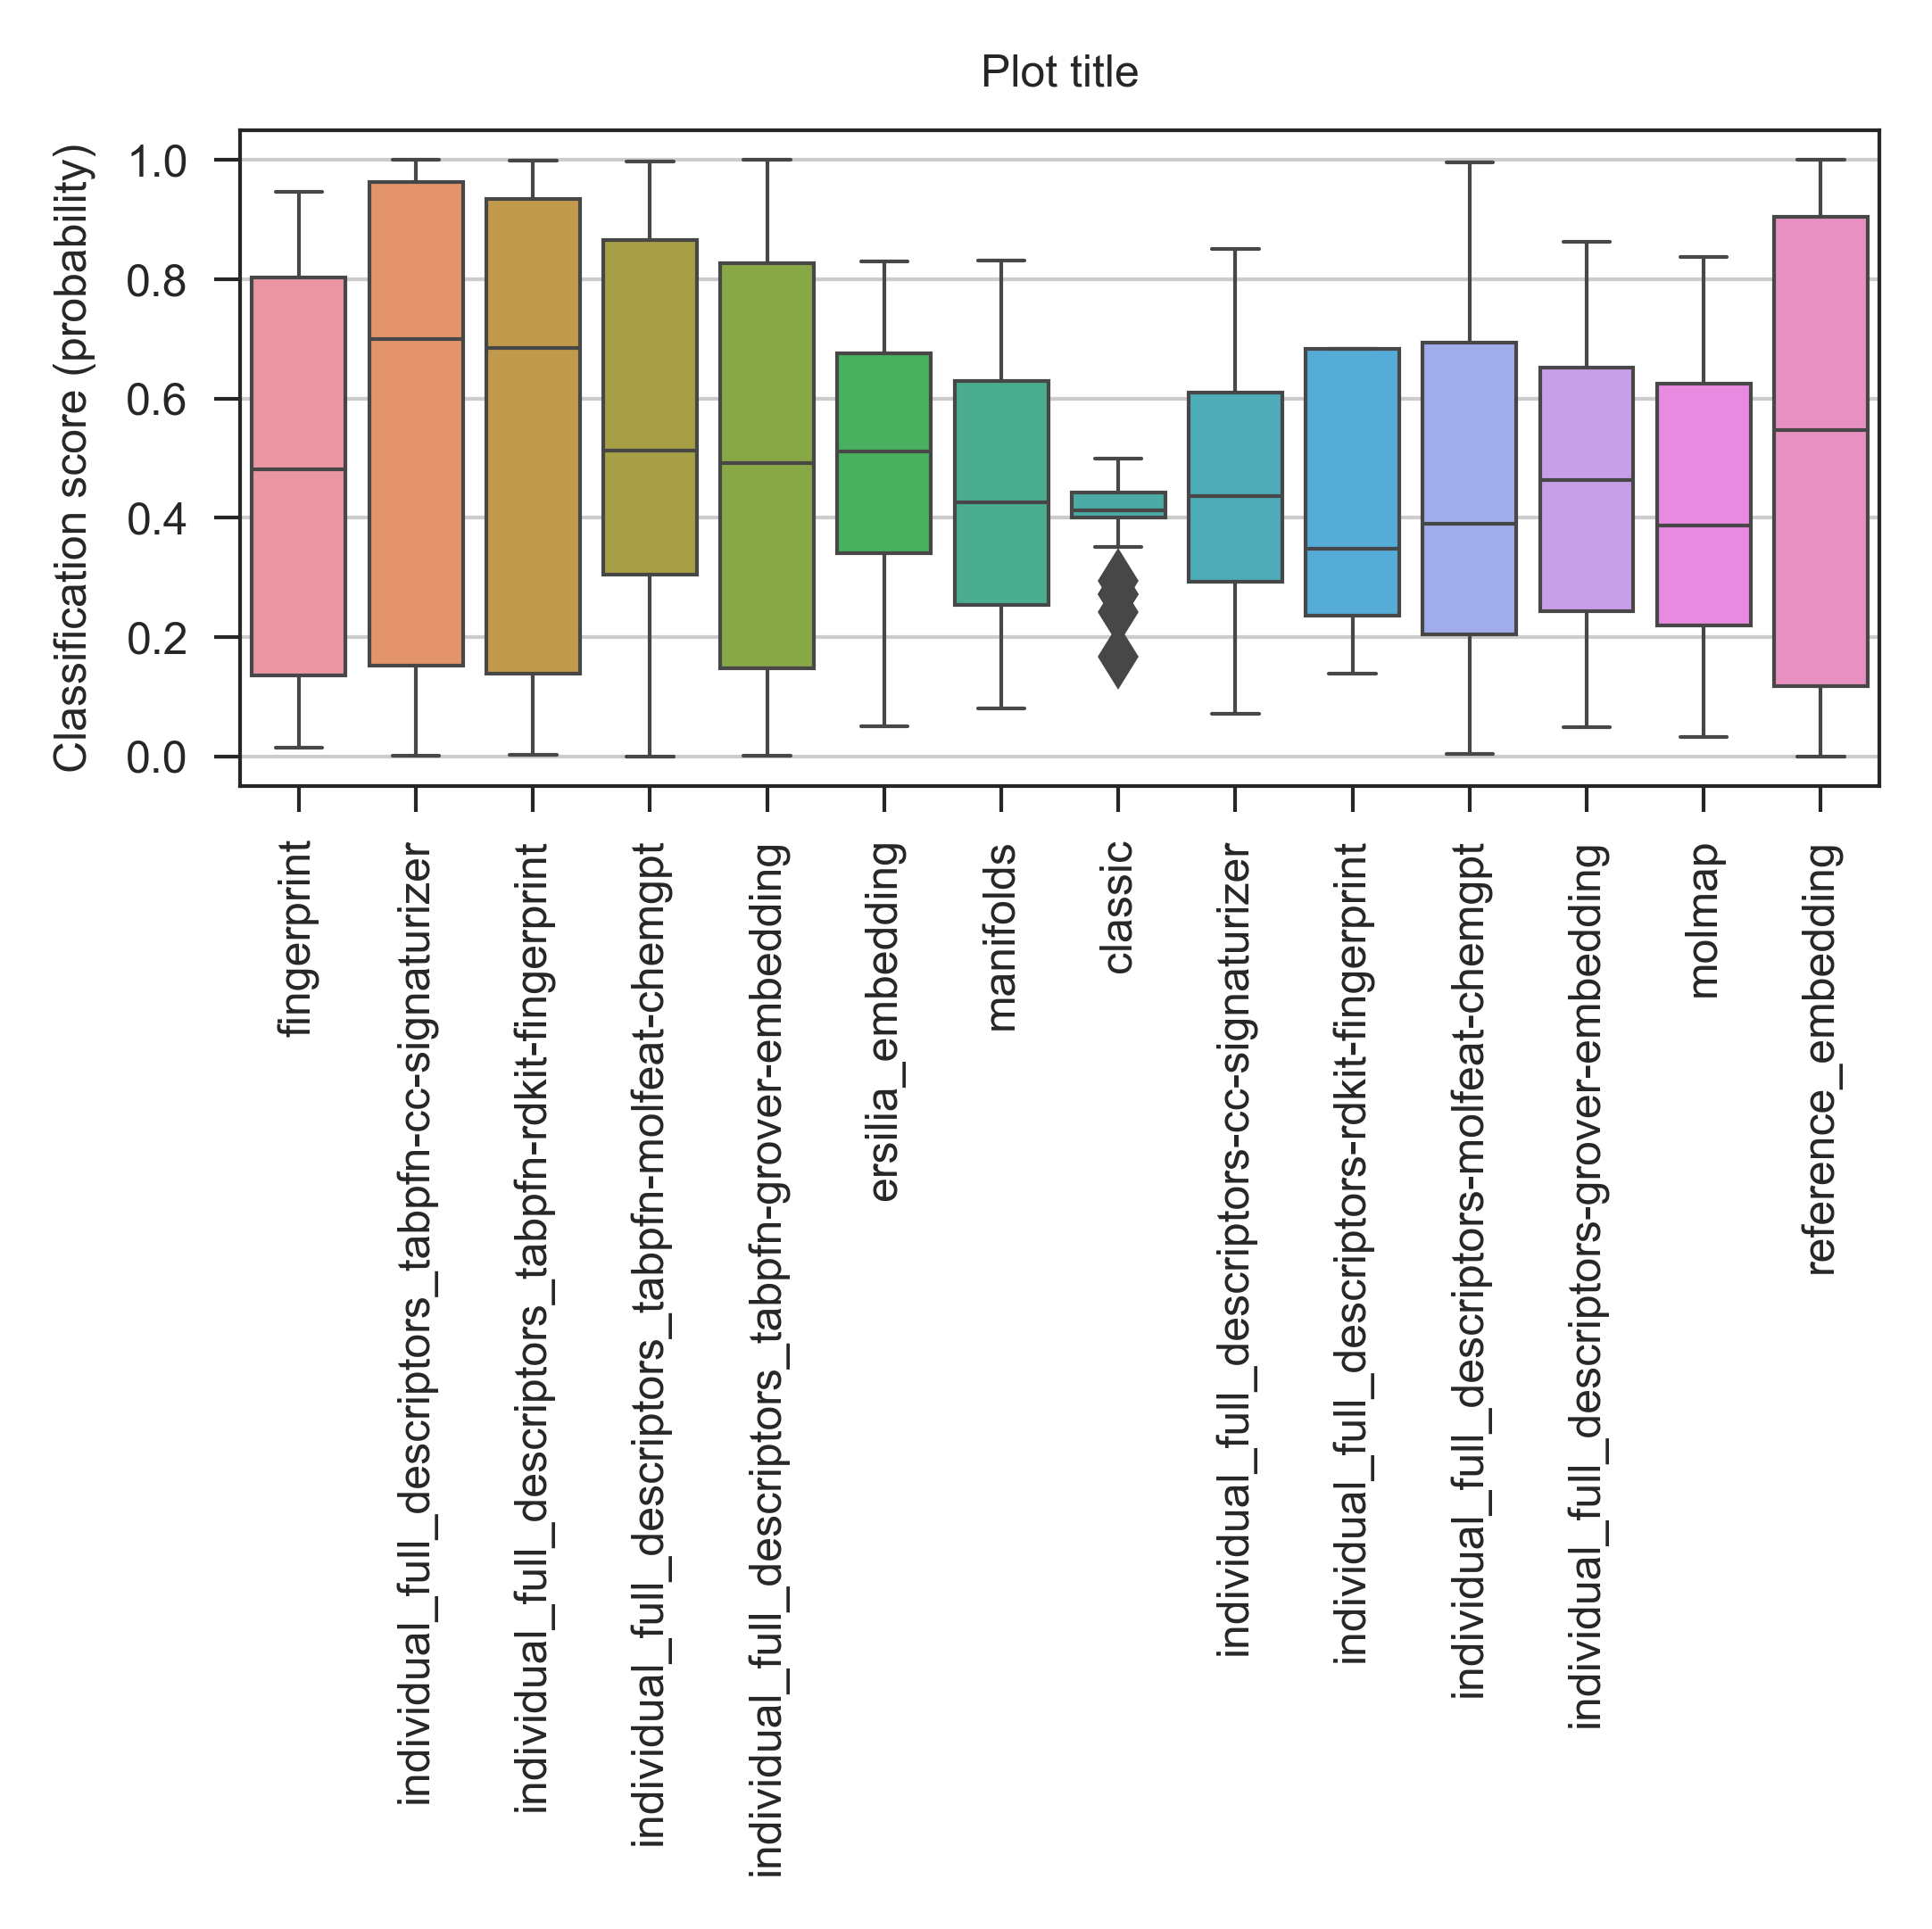 Plot title
Classification score (probability)
1.0
0.8
0.6
0.4
0.2
0.0
fingerprint
individual_full_descriptors_tabpfn-cc-signaturizer
individual_full_descriptors_tabpfn-rdkit-fingerprint
individual_full_descriptors_tabpfn-molfeat-chemgpt
individual_full_descriptors_tabpfn-grover-embedding
ersilia_embedding
manifolds
classic
individual_full_descriptors-cc-signaturizer
individual_full_descriptors-rdkit-fingerprint
individual_full_descriptors-molfeat-chemgpt
individual_full_descriptors-grover-embedding
molmap
reference_embedding